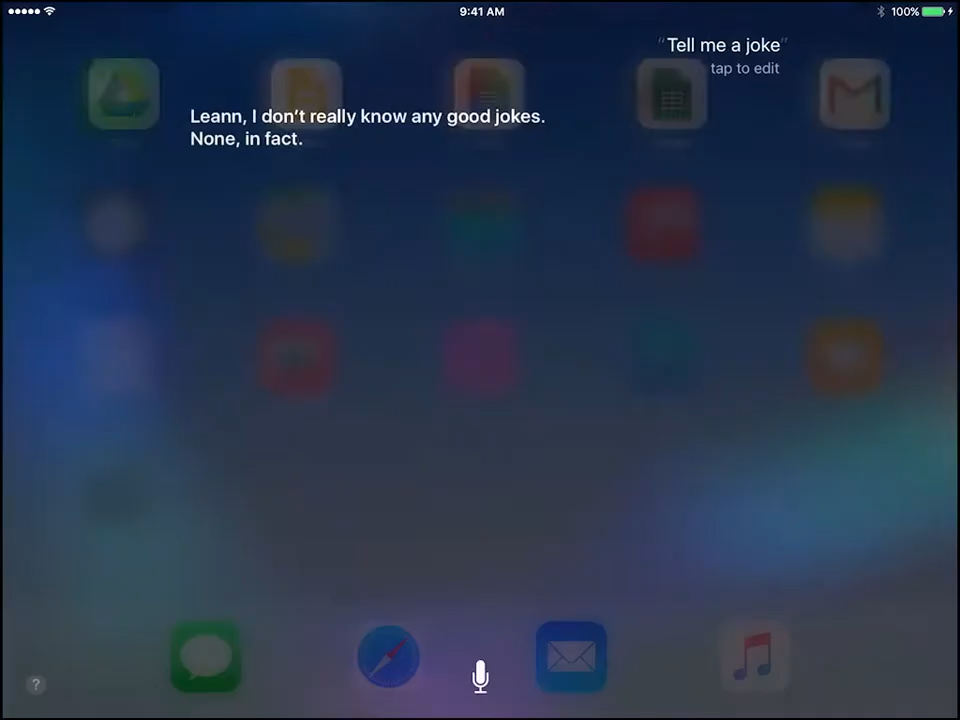 9:41 AM
100%
“Tell me a joke”
tap to edit
Leann, I don’t really know any good jokes.
None, in fact.
?